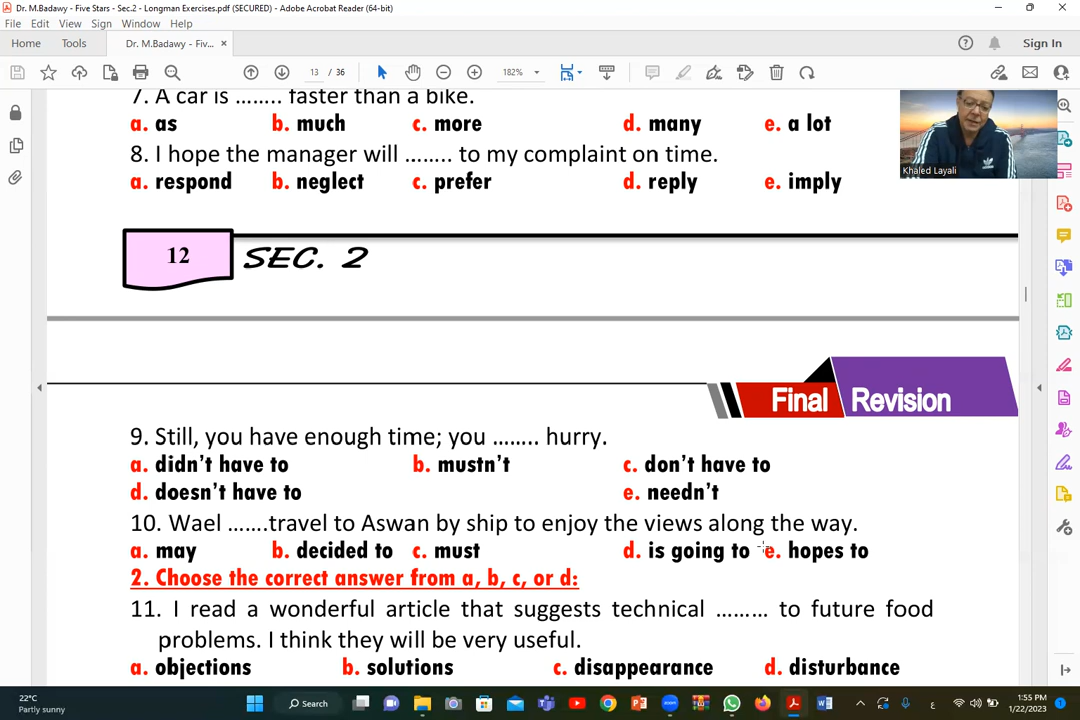 Dr. M.Badawy - Five Stars - Sec.2 - Longman Exercises.pdf (SECURED) - Adobe Acrobat Reader (64-bit)
File Edit View Sign Window Help
Home Tools Dr. M.Badawy - Fiv... × Sign In
13 / 36 182%
7. A car is …….. faster than a bike.
a. as b. much c. more d. many e. a lot
8. I hope the manager will …….. to my complaint on time.
a. respond b. neglect c. prefer d. reply e. imply
Khaled Layali
12 SEC. 2
Final Revision
9. Still, you have enough time; you …….. hurry.
a. didn't have to b. mustn't c. don't have to
d. doesn't have to e. needn't
10. Wael …….travel to Aswan by ship to enjoy the views along the way.
a. may b. decided to c. must d. is going to e. hopes to
2. Choose the correct answer from a, b, c, or d:
11. I read a wonderful article that suggests technical ……… to future food
problems. I think they will be very useful.
a. objections b. solutions c. disappearance d. disturbance
22°C
Partly sunny
Search
ع
1:55 PM
1/22/2023